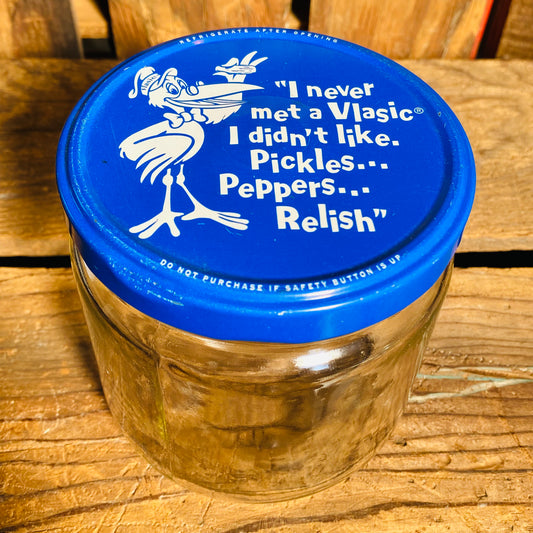 REFRIGERATE AFTER OPENING
"I never
met a Vlasic®
I didn't like.
Pickles...
Peppers...
Relish"
DO NOT PURCHASE IF SAFETY BUTTON IS UP